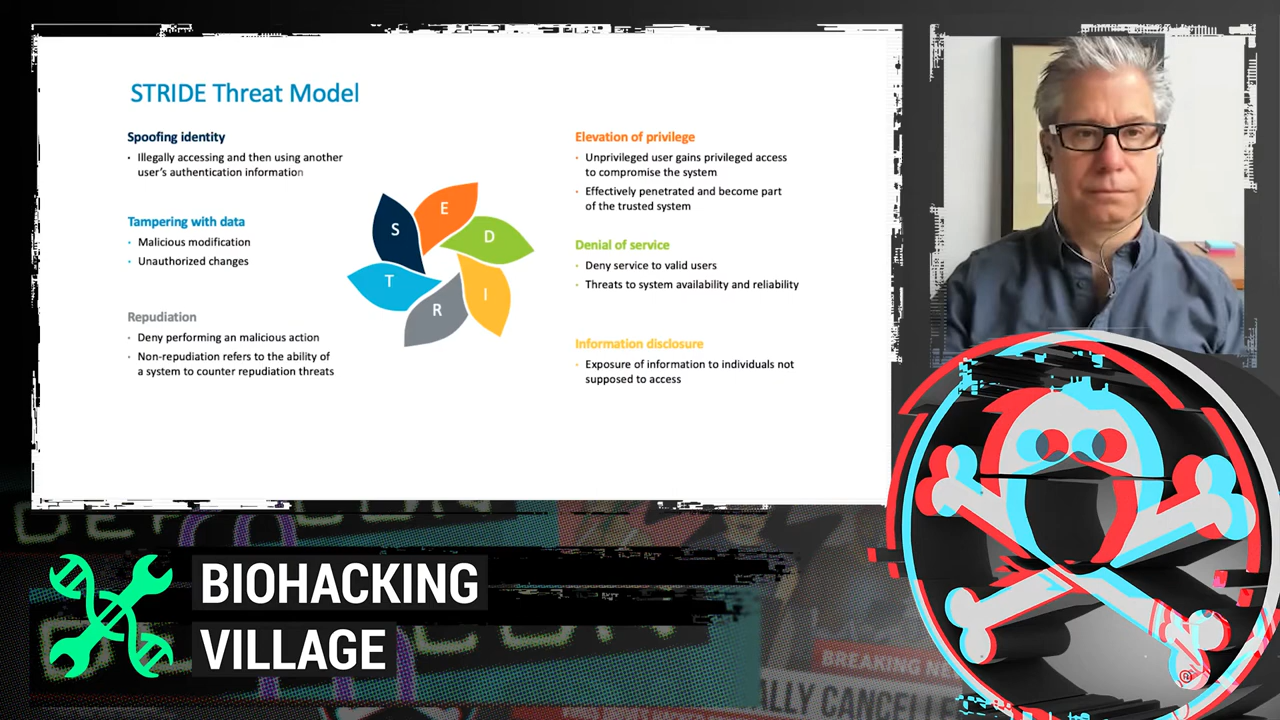 STRIDE Threat Model
Spoofing identity
• Illegally accessing and then using another
user's authentication information
Tampering with data
• Malicious modification
• Unauthorized changes
Repudiation
• Deny performing an malicious action
• Non-repudiation refers to the ability of
a system to counter repudiation threats
S
E
D
T
R
I
Elevation of privilege
• Unprivileged user gains privileged access
to compromise the system
• Effectively penetrated and become part
of the trusted system
Denial of service
• Deny service to valid users
• Threats to system availability and reliability
Information disclosure
• Exposure of information to individuals not
supposed to access
BIOHACKING
VILLAGE
BREAKING
ALLY CANCELLE
®